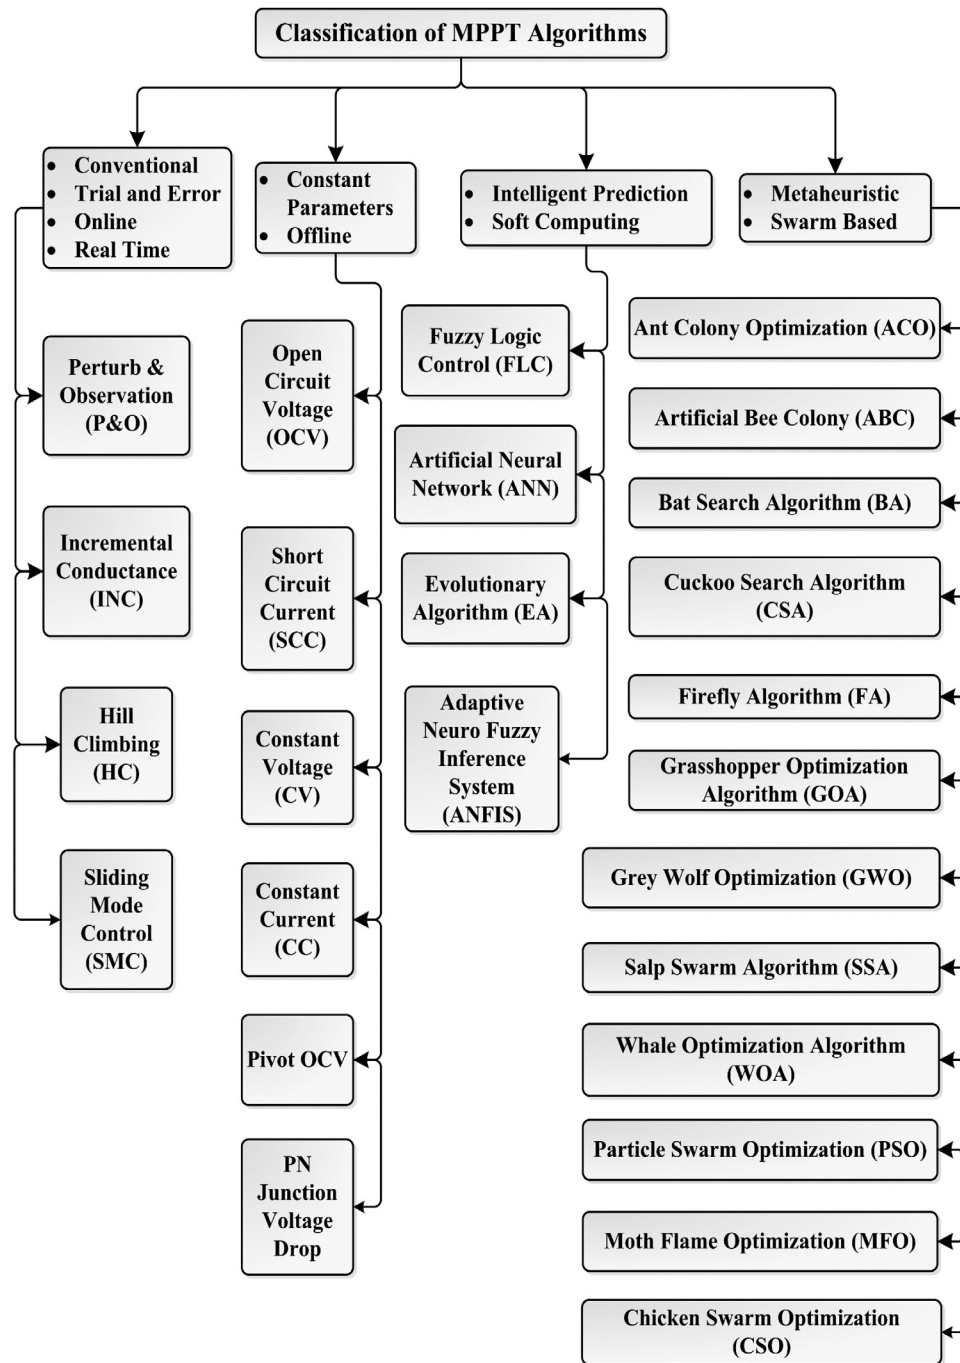 Classification of MPPT Algorithms
• Conventional
• Trial and Error
• Online
• Real Time
• Constant
Parameters
• Offline
• Intelligent Prediction
• Soft Computing
• Metaheuristic
• Swarm Based
Perturb &
Observation
(P&O)
Incremental
Conductance
(INC)
Hill
Climbing
(HC)
Sliding
Mode
Control
(SMC)
Open
Circuit
Voltage
(OCV)
Short
Circuit
Current
(SCC)
Constant
Voltage
(CV)
Constant
Current
(CC)
Pivot OCV
PN
Junction
Voltage
Drop
Fuzzy Logic
Control (FLC)
Artificial Neural
Network (ANN)
Evolutionary
Algorithm (EA)
Adaptive
Neuro Fuzzy
Inference
System
(ANFIS)
Ant Colony Optimization (ACO)
Artificial Bee Colony (ABC)
Bat Search Algorithm (BA)
Cuckoo Search Algorithm
(CSA)
Firefly Algorithm (FA)
Grasshopper Optimization
Algorithm (GOA)
Grey Wolf Optimization (GWO)
Salp Swarm Algorithm (SSA)
Whale Optimization Algorithm
(WOA)
Particle Swarm Optimization (PSO)
Moth Flame Optimization (MFO)
Chicken Swarm Optimization
(CSO)